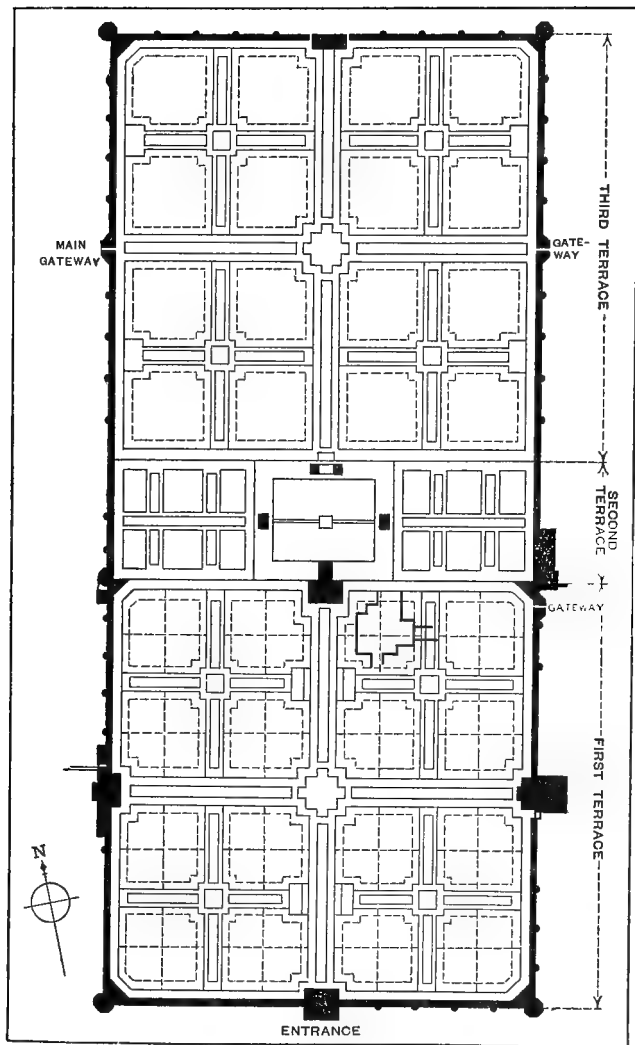 MAIN
GATEWAY
GATE-
WAY
THIRD TERRACE
SECOND
TERRACE
GATEWAY
FIRST TERRACE
N
ENTRANCE